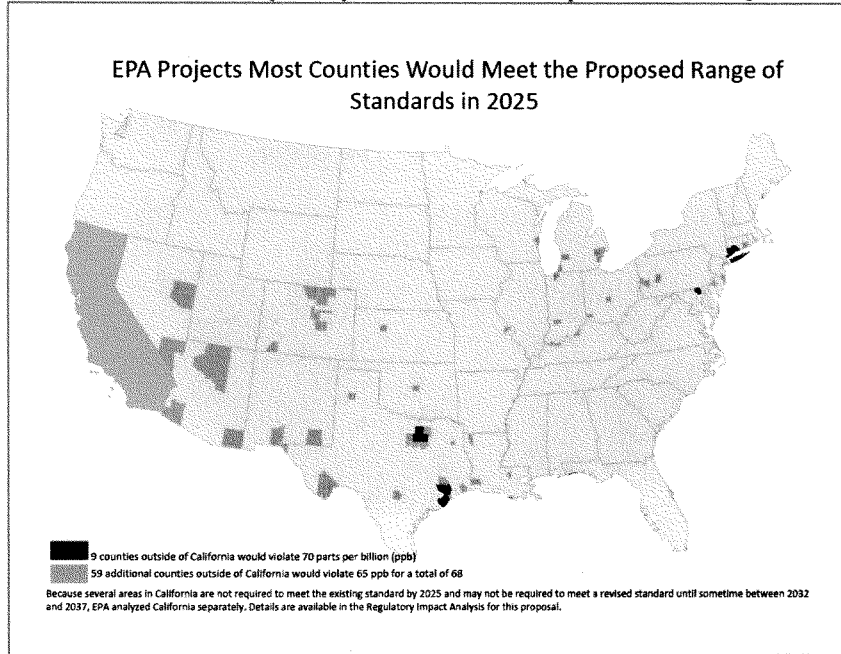 EPA Projects Most Counties Would Meet the Proposed Range of
Standards in 2025
9 counties outside of California would violate 70 parts per billion (ppb)
59 additional counties outside of California would violate 65 ppb for a total of 68
Because several areas in California are not required to meet the existing standard by 2025 and may not be required to meet a revised standard until sometime between 2032
and 2037, EPA analyzed California separately. Details are available in the Regulatory Impact Analysis for this proposal.